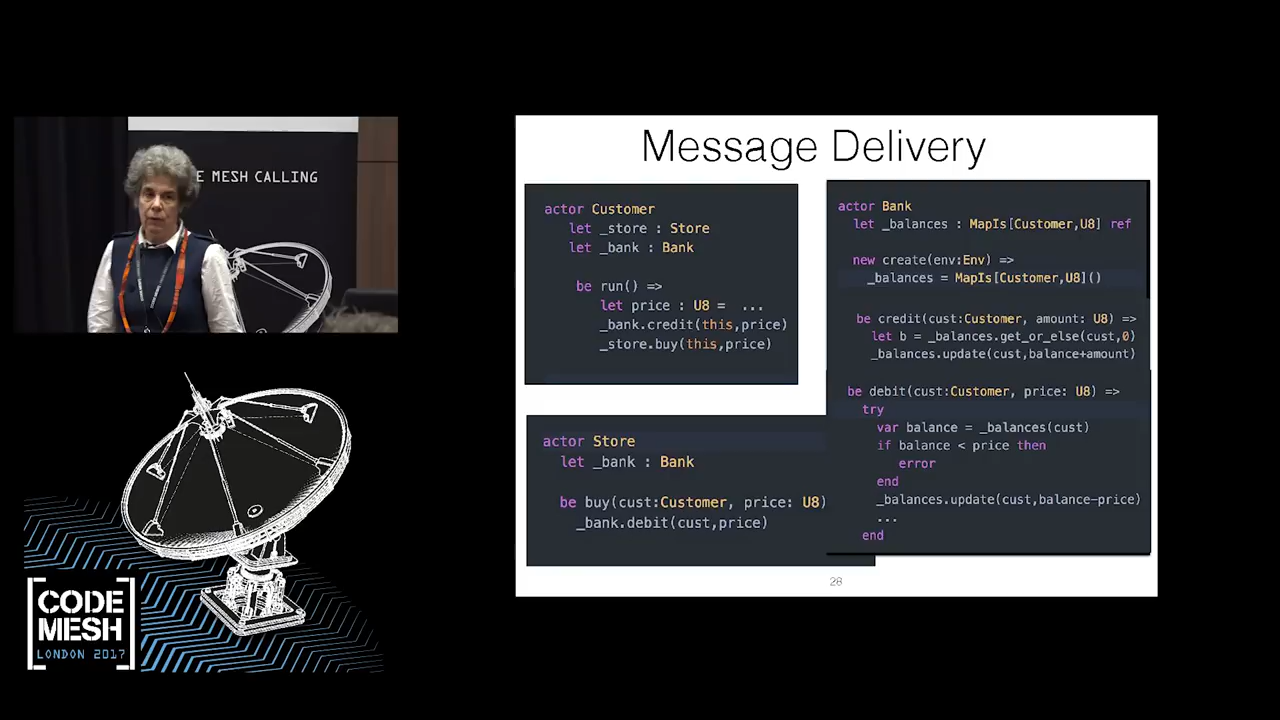 E MESH CALLING
Message Delivery
actor Customer
let _store : Store
let _bank : Bank
be run() =>
let price : U8 = ...
_bank.credit(this,price)
_store.buy(this,price)
actor Store
let _bank : Bank
be buy(cust:Customer, price: U8)
_bank.debit(cust,price)
actor Bank
let _balances : MapIs[Customer,U8] ref
new create(env:Env) =>
_balances = MapIs[Customer,U8]()
be credit(cust:Customer, amount: U8) =>
let b = _balances.get_or_else(cust,0)
_balances.update(cust,balance+amount)
be debit(cust:Customer, price: U8) =>
try
var balance = _balances(cust)
if balance < price then
error
end
_balances.update(cust,balance-price)
...
end
28
CODE
MESH
LONDON 2017